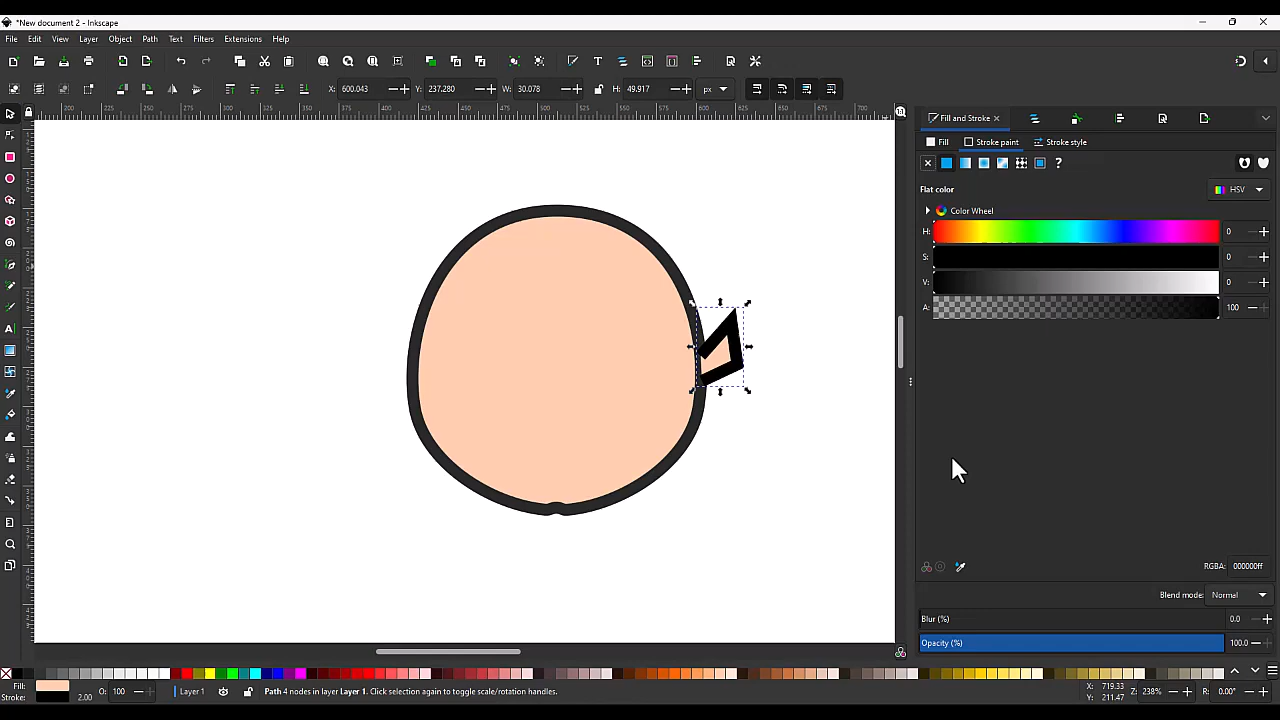 *New document 2 - Inkscape
File Edit View Layer Object Path Text Filters Extensions Help
X: 600.043 Y: 237.280 W: 30.078 H: 49.917 px
Fill and Stroke
Fill Stroke paint Stroke style
?
Flat color HSV
Color Wheel
H: 0
S: 0
V: 0
A: 100
RGBA: 000000ff
Blend mode: Normal
Blur (%) 0.0
Opacity (%) 100.0
Fill: O: 100 Layer 1 Path 4 nodes in layer Layer 1. Click selection again to toggle scale/rotation handles. X: 719.33 Z: 238% R: 0.00°
Stroke: 2.00 Y: 211.47